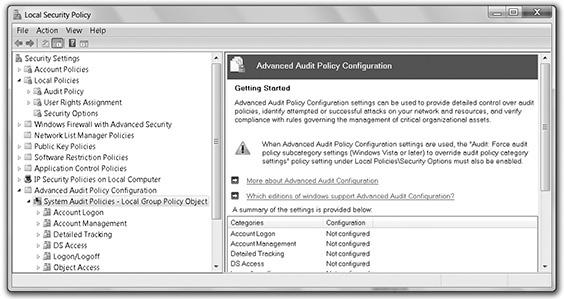 Local Security Policy
File Action View Help
Security Settings
Account Policies
Local Policies
Audit Policy
User Rights Assignment
Security Options
Windows Firewall with Advanced Security
Network List Manager Policies
Public Key Policies
Software Restriction Policies
Application Control Policies
IP Security Policies on Local Computer
Advanced Audit Policy Configuration
System Audit Policies - Local Group Policy Object
Account Logon
Account Management
Detailed Tracking
DS Access
Logon/Logoff
Object Access
Advanced Audit Policy Configuration
Getting Started
Advanced Audit Policy Configuration settings can be used to provide detailed control over audit
policies, identify attempted or successful attacks on your network and resources, and verify
compliance with rules governing the management of critical organizational assets.
When Advanced Audit Policy Configuration settings are used, the "Audit: Force audit
policy subcategory settings (Windows Vista or later) to override audit policy category
settings" policy setting under Local Policies\Security Options must also be enabled.
More about Advanced Audit Configuration
Which editions of windows support Advanced Audit Configuration?
A summary of the settings is provided below:
Categories Configuration
Account Logon Not configured
Account Management Not configured
Detailed Tracking Not configured
DS Access Not configured